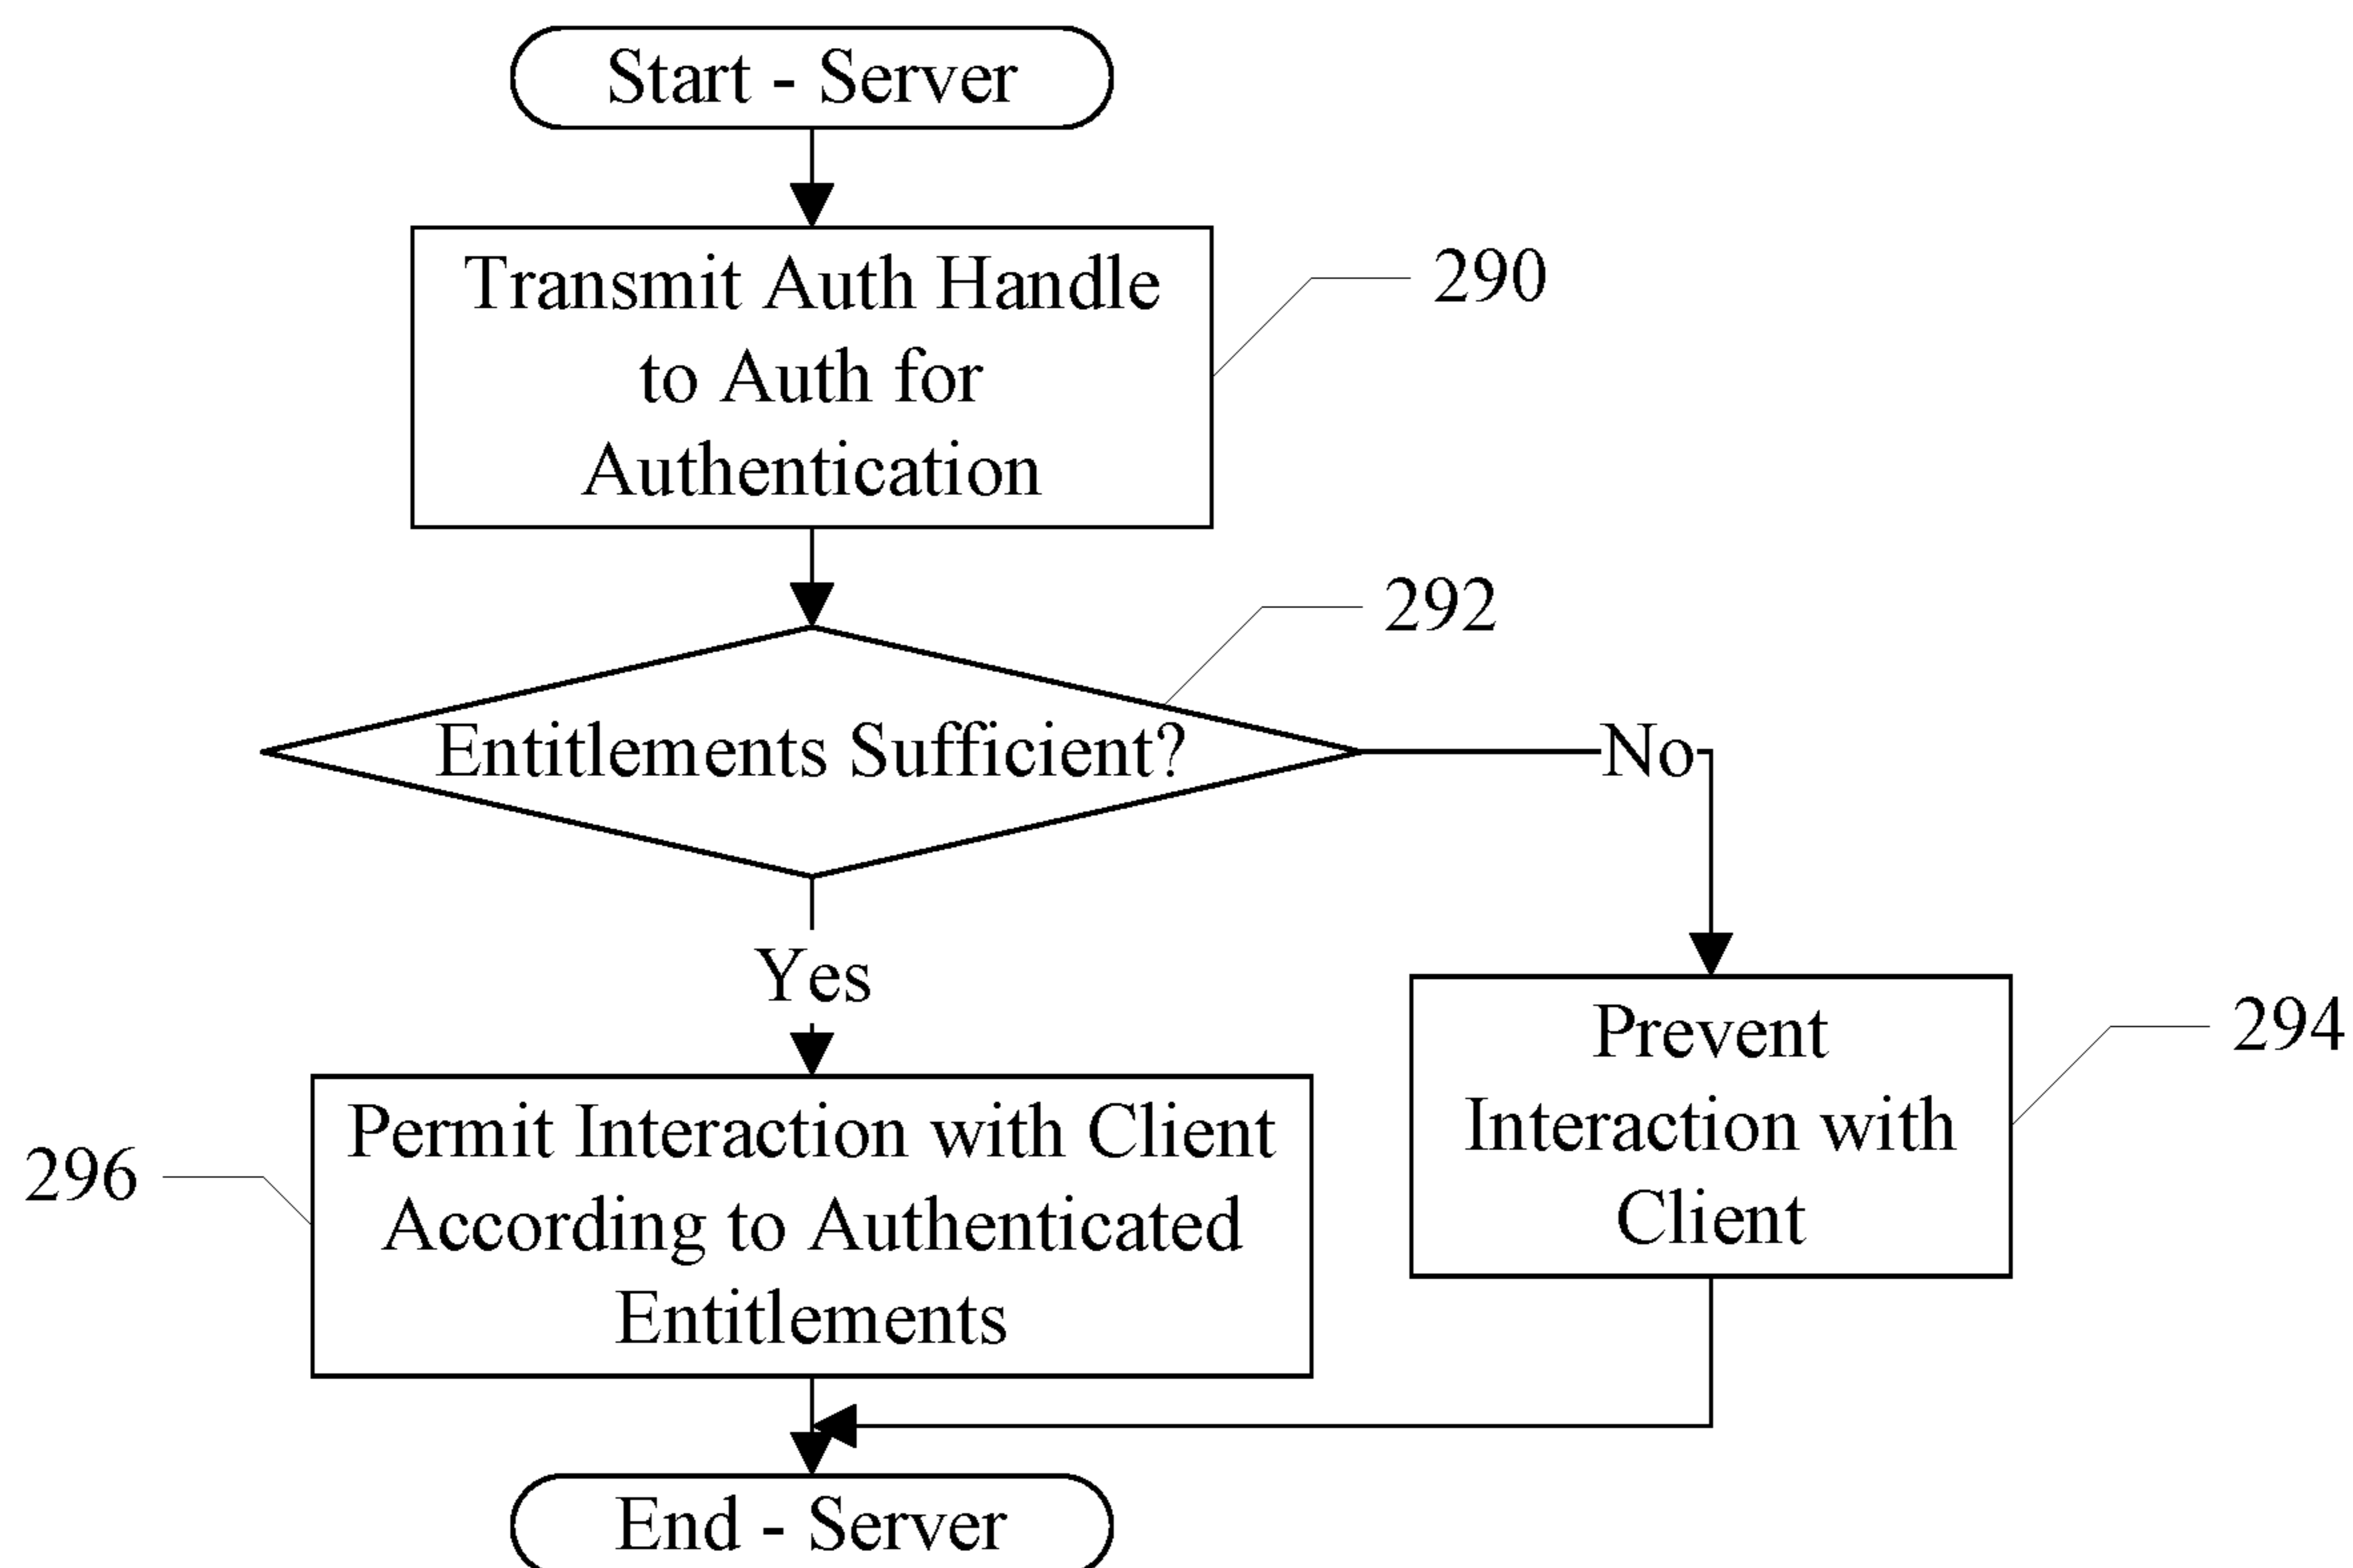 Start - Server
Transmit Auth Handle
to Auth for
Authentication
290
292
Entitlements Sufficient?
No
Yes
Prevent
Interaction with
Client
294
Permit Interaction with Client
According to Authenticated
Entitlements
296
End - Server